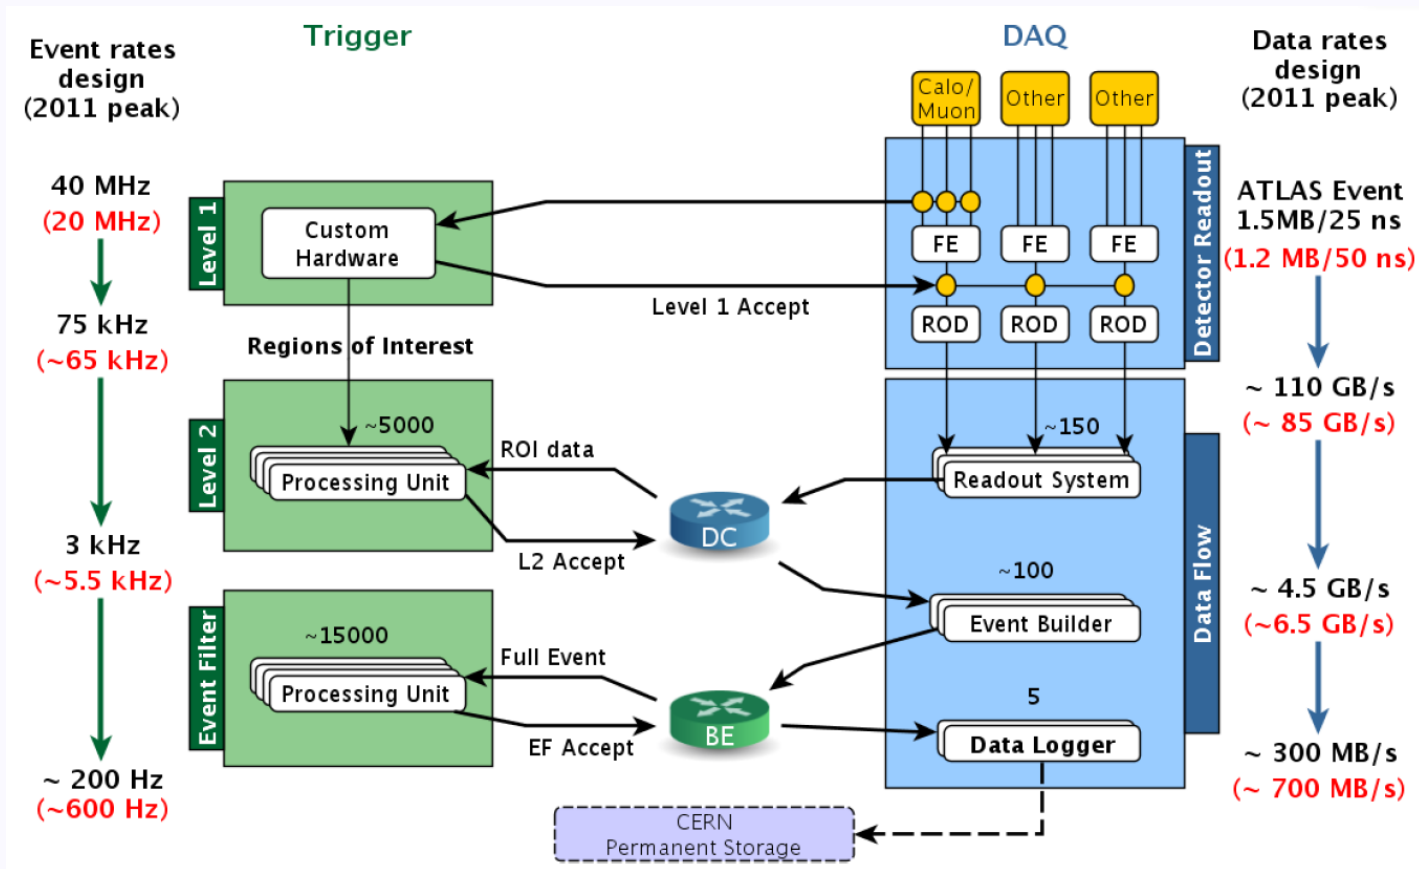 Trigger
DAQ
Event rates
design
(2011 peak)
Data rates
design
(2011 peak)
Calo/
Muon
Other
Other
40 MHz
(20 MHz)
Level 1
Custom
Hardware
FE
FE
FE
Detector Readout
ATLAS Event
1.5MB/25 ns
(1.2 MB/50 ns)
Level 1 Accept
ROD
ROD
ROD
75 kHz
(~65 kHz)
Regions of Interest
~ 110 GB/s
(~ 85 GB/s)
Level 2
~5000
Processing Unit
ROI data
L2 Accept
DC
~150
Readout System
3 kHz
(~5.5 kHz)
~100
Event Builder
Data Flow
~ 4.5 GB/s
(~6.5 GB/s)
Event Filter
~15000
Processing Unit
Full Event
EF Accept
BE
5
Data Logger
~ 200 Hz
(~600 Hz)
~ 300 MB/s
(~ 700 MB/s)
CERN
Permanent Storage